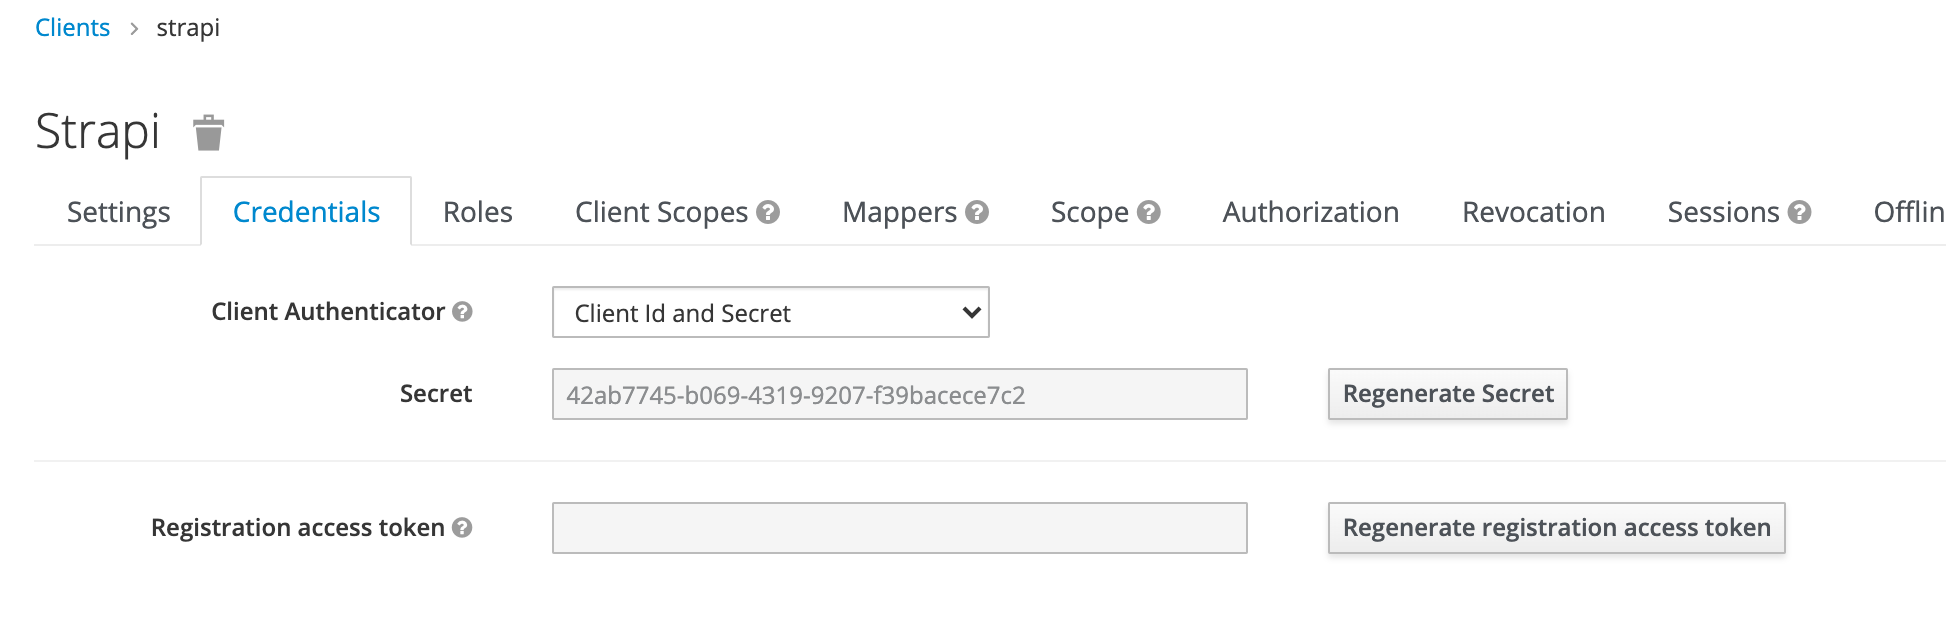 Clients > strapi
Strapi
Settings Credentials Roles Client Scopes ? Mappers ? Scope ? Authorization Revocation Sessions ? Offlin
Client Authenticator ? Client Id and Secret
Secret 42ab7745-b069-4319-9207-f39bacece7c2 Regenerate Secret
Registration access token ? Regenerate registration access token